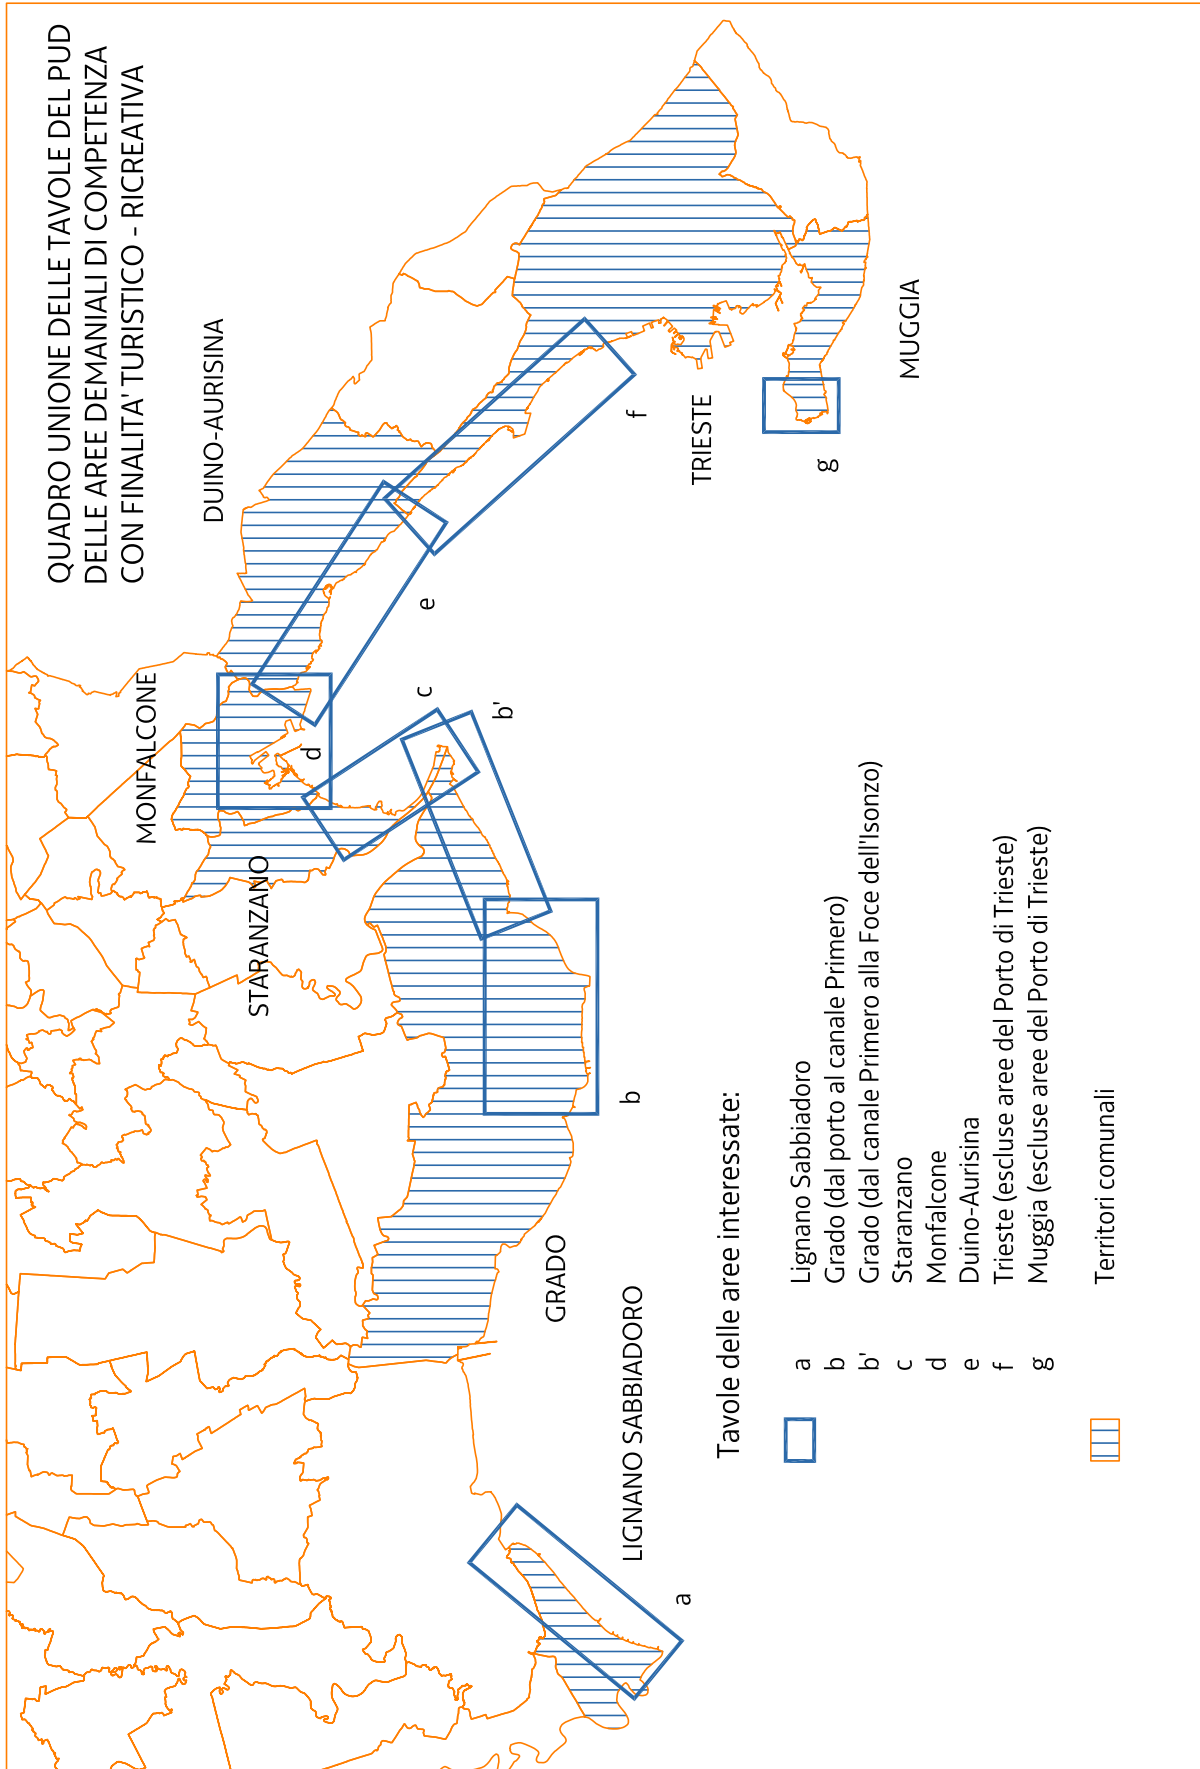 QUADRO UNIONE DELLE TAVOLE DEL PUD
DELLE AREE DEMANIALI DI COMPETENZA
CON FINALITA' TURISTICO - RICREATIVA
MONFALCONE
DUINO-AURISINA
STARANZANO
d
c
e
b'
f
GRADO
b
LIGNANO SABBIADORO
a
TRIESTE
g
MUGGIA
Tavole delle aree interessate:
a Lignano Sabbiadoro
b Grado (dal porto al canale Primero)
b' Grado (dal canale Primero alla Foce dell'Isonzo)
c Staranzano
d Monfalcone
e Duino-Aurisina
f Trieste (escluse aree del Porto di Trieste)
g Muggia (escluse aree del Porto di Trieste)
Territori comunali